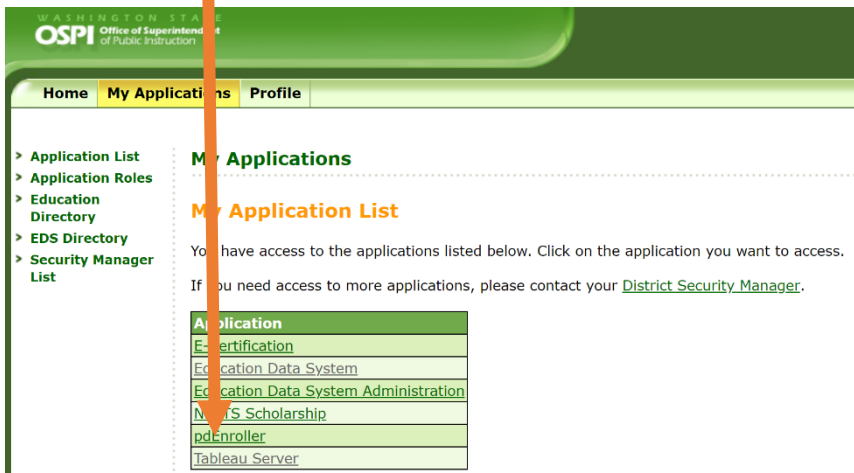 WASHINGTON STATE
OSPI Office of Superintendent
of Public Instruction
Home My Applications Profile
Application List
Application Roles
Education
Directory
EDS Directory
Security Manager
List
My Applications
My Application List
You have access to the applications listed below. Click on the application you want to access.
If you need access to more applications, please contact your District Security Manager.
Application
E-Certification
Education Data System
Education Data System Administration
Scholarship
pdEnroller
Tableau Server